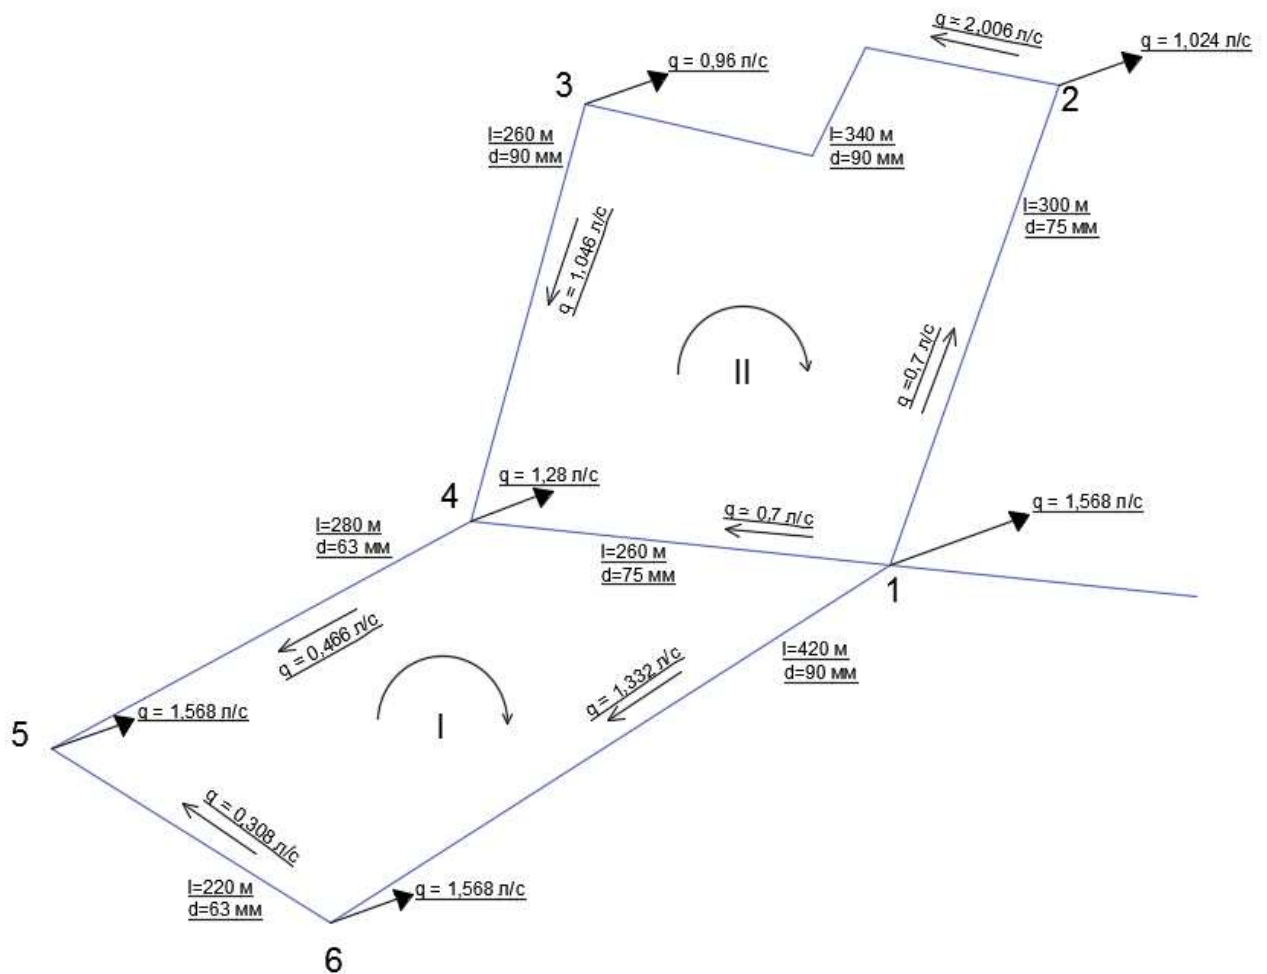 q = 2,006 л/с
q = 1,024 л/с
2
q = 0,96 л/с
3
l=260 м
d=90 мм
l=340 м
d=90 мм
l=300 м
d=75 мм
q = 1,046 л/с
II
q =0,7 л/с
4
q = 1,28 л/с
q = 0,7 л/с
q = 1,568 л/с
l=280 м
d=63 мм
l=260 м
d=75 мм
1
q = 0,466 л/с
q = 1,332 л/с
l=420 м
d=90 мм
5
q = 1,568 л/с
I
q = 0,308 л/с
l=220 м
d=63 мм
q = 1,568 л/с
6